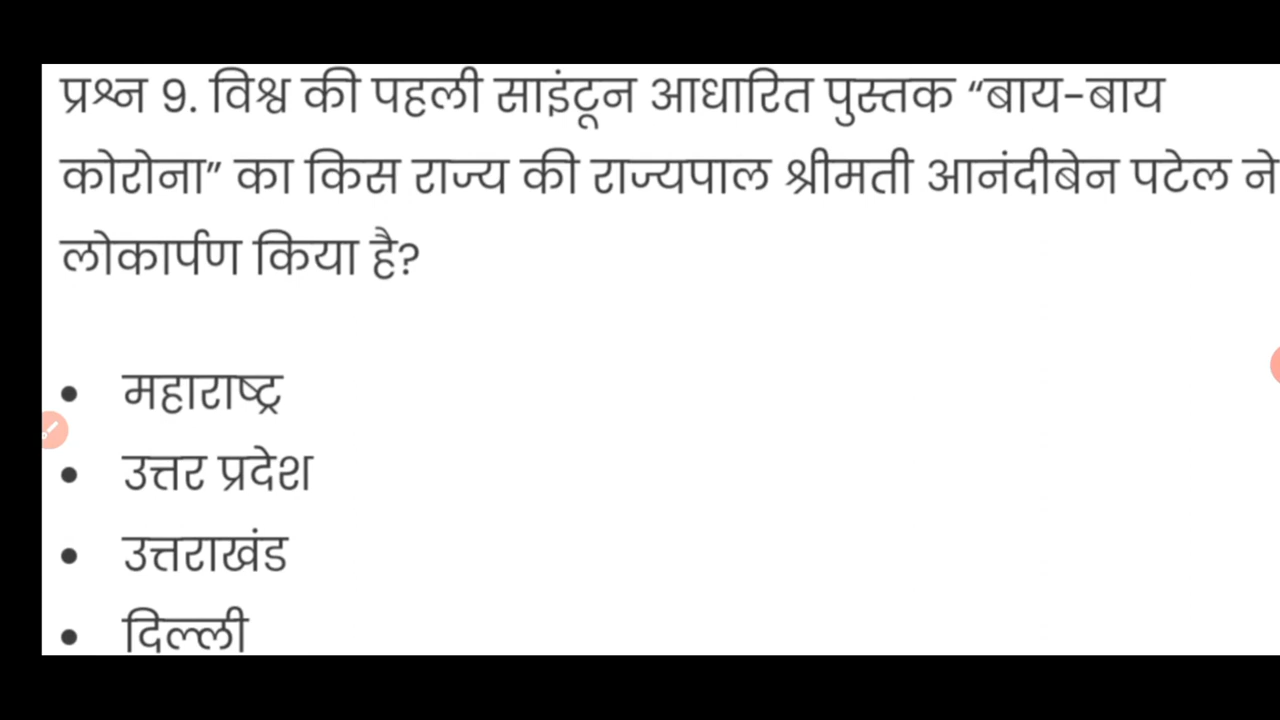 प्रश्न 9. विश्व की पहली साइंटून आधारित पुस्तक “बाय-बाय
कोरोना” का किस राज्य की राज्यपाल श्रीमती आनंदीबेन पटेल ने
लोकार्पण किया है?
• महाराष्ट्र
• उत्तर प्रदेश
• उत्तराखंड
• दिल्ली